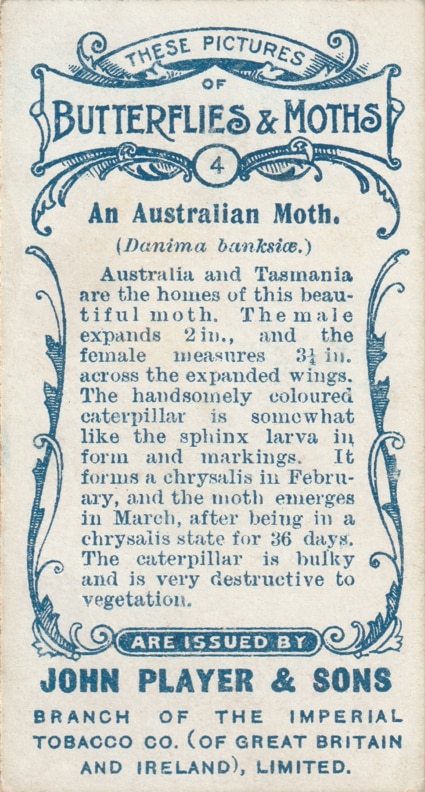 THESE PICTURES
OF
BUTTERFLIES & MOTHS
4
An Australian Moth.
(Danima banksiæ.)
Australia and Tasmania
are the homes of this beau-
tiful moth. The male
expands 2 in., and the
female measures 3¼ in.
across the expanded wings.
The handsomely coloured
caterpillar is somewhat
like the sphinx larva in
form and markings. It
forms a chrysalis in Febru-
ary, and the moth emerges
in March, after being in a
chrysalis state for 36 days.
The caterpillar is bulky
and is very destructive to
vegetation.
ARE ISSUED BY
JOHN PLAYER & SONS
BRANCH OF THE IMPERIAL
TOBACCO CO. (OF GREAT BRITAIN
AND IRELAND), LIMITED.